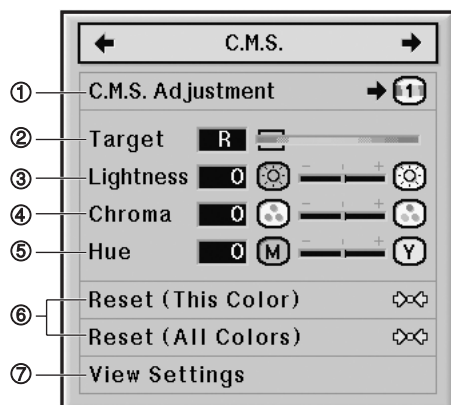 C.M.S.
① C.M.S. Adjustment 1
② Target R
③ Lightness 0 − +
④ Chroma 0 − +
⑤ Hue 0 M − + Y
⑥ Reset (This Color)
Reset (All Colors)
⑦ View Settings